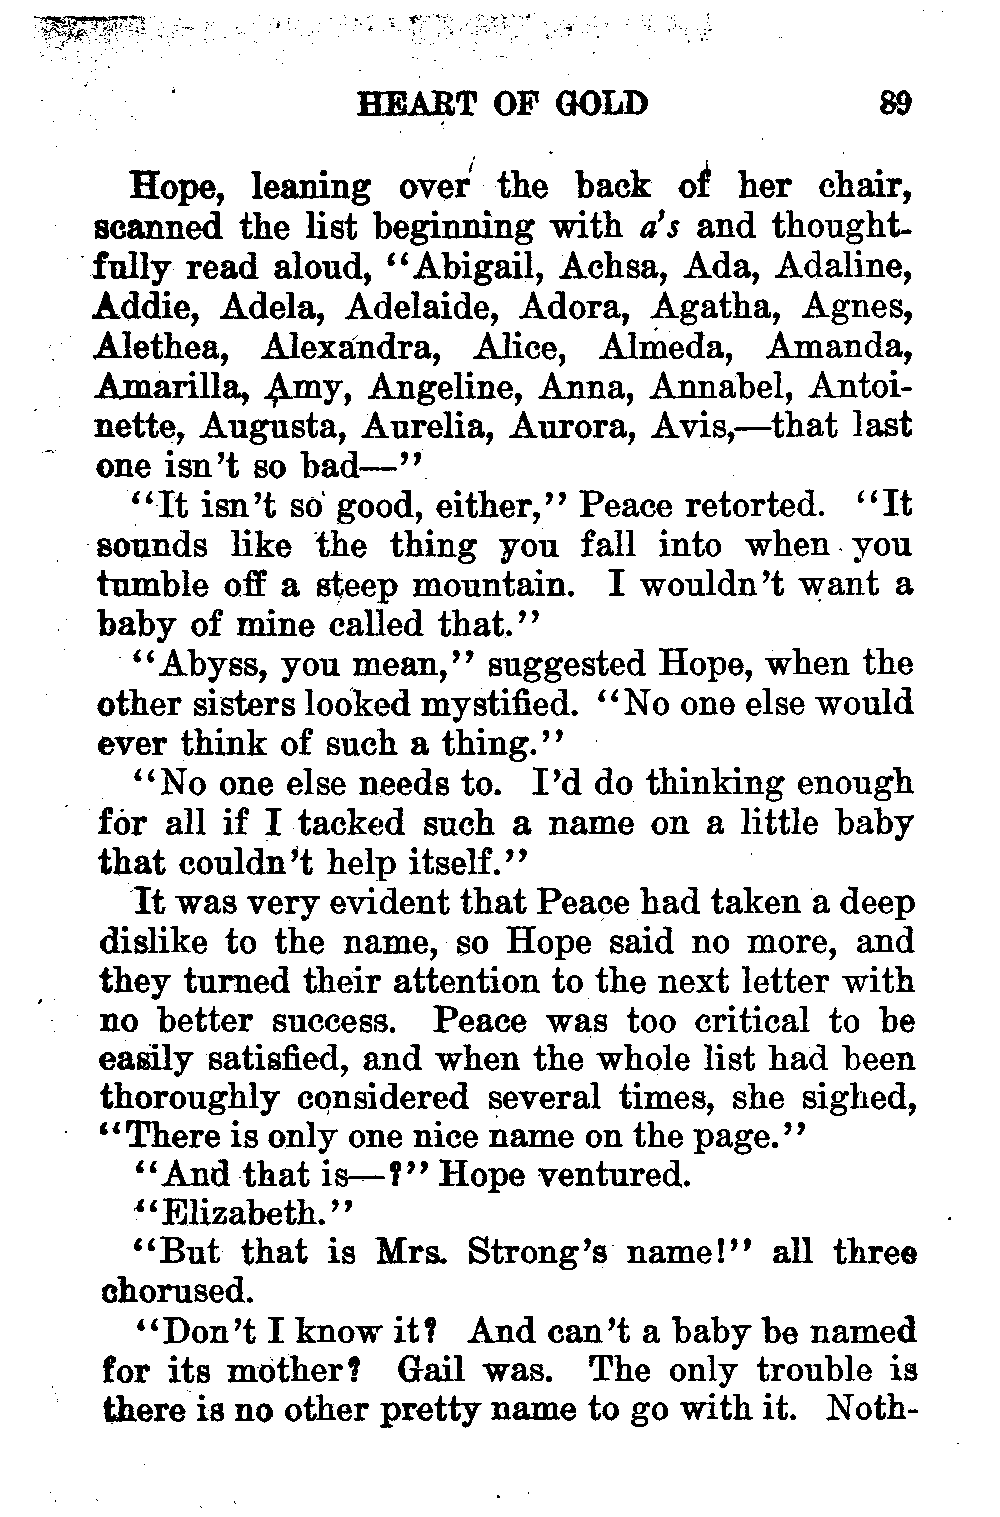 HEART OF GOLD 89
Hope, leaning over the back of her chair,
scanned the list beginning with a's and thought-
fully read aloud, "Abigail, Achsa, Ada, Adaline,
Addie, Adela, Adelaide, Adora, Agatha, Agnes,
Alethea, Alexandra, Alice, Almeda, Amanda,
Amarilla, Amy, Angeline, Anna, Annabel, Antoi-
nette, Augusta, Aurelia, Aurora, Avis,—that last
one isn't so bad—"
"It isn't so good, either," Peace retorted. "It
sounds like the thing you fall into when you
tumble off a steep mountain. I wouldn't want a
baby of mine called that."
"Abyss, you mean," suggested Hope, when the
other sisters looked mystified. "No one else would
ever think of such a thing."
"No one else needs to. I'd do thinking enough
for all if I tacked such a name on a little baby
that couldn't help itself."
It was very evident that Peace had taken a deep
dislike to the name, so Hope said no more, and
they turned their attention to the next letter with
no better success. Peace was too critical to be
easily satisfied, and when the whole list had been
thoroughly considered several times, she sighed,
"There is only one nice name on the page."
"And that is—?" Hope ventured.
"Elizabeth."
"But that is Mrs. Strong's name!" all three
chorused.
"Don't I know it? And can't a baby be named
for its mother? Gail was. The only trouble is
there is no other pretty name to go with it. Noth-